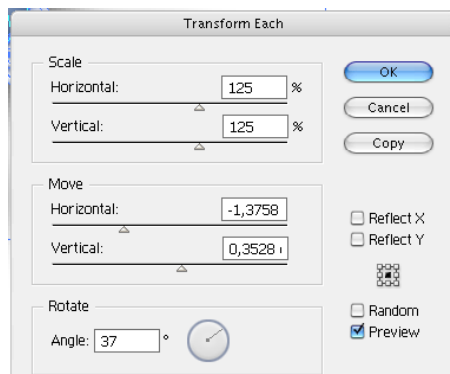 Transform Each
Scale
Horizontal: 125 %
Vertical: 125 %
OK
Cancel
Copy
Move
Horizontal: -1,3758
Vertical: 0,3528
Reflect X
Reflect Y
Rotate
Angle: 37 °
Random
Preview